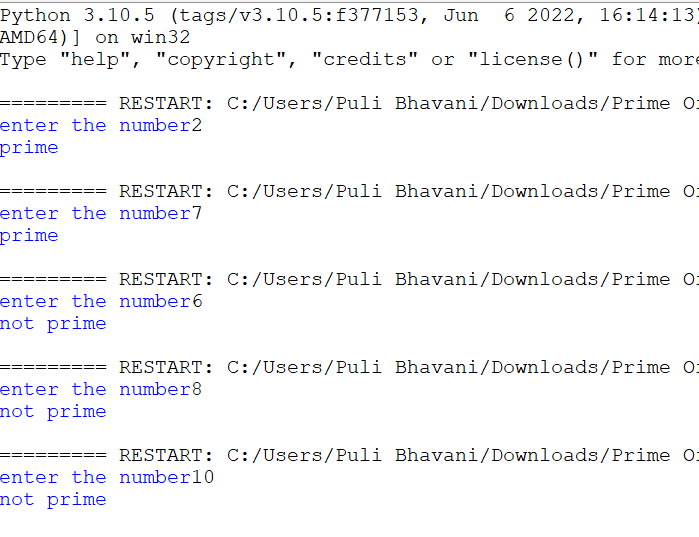 Python 3.10.5 (tags/v3.10.5:f377153, Jun  6 2022, 16:14:13)
AMD64)] on win32
Type "help", "copyright", "credits" or "license()" for more
========= RESTART: C:/Users/Puli Bhavani/Downloads/Prime
enter the number2
prime
========= RESTART: C:/Users/Puli Bhavani/Downloads/Prime
enter the number7
prime
========= RESTART: C:/Users/Puli Bhavani/Downloads/Prime
enter the number6
not prime
========= RESTART: C:/Users/Puli Bhavani/Downloads/Prime
enter the number8
not prime
========= RESTART: C:/Users/Puli Bhavani/Downloads/Prime
enter the number10
not prime